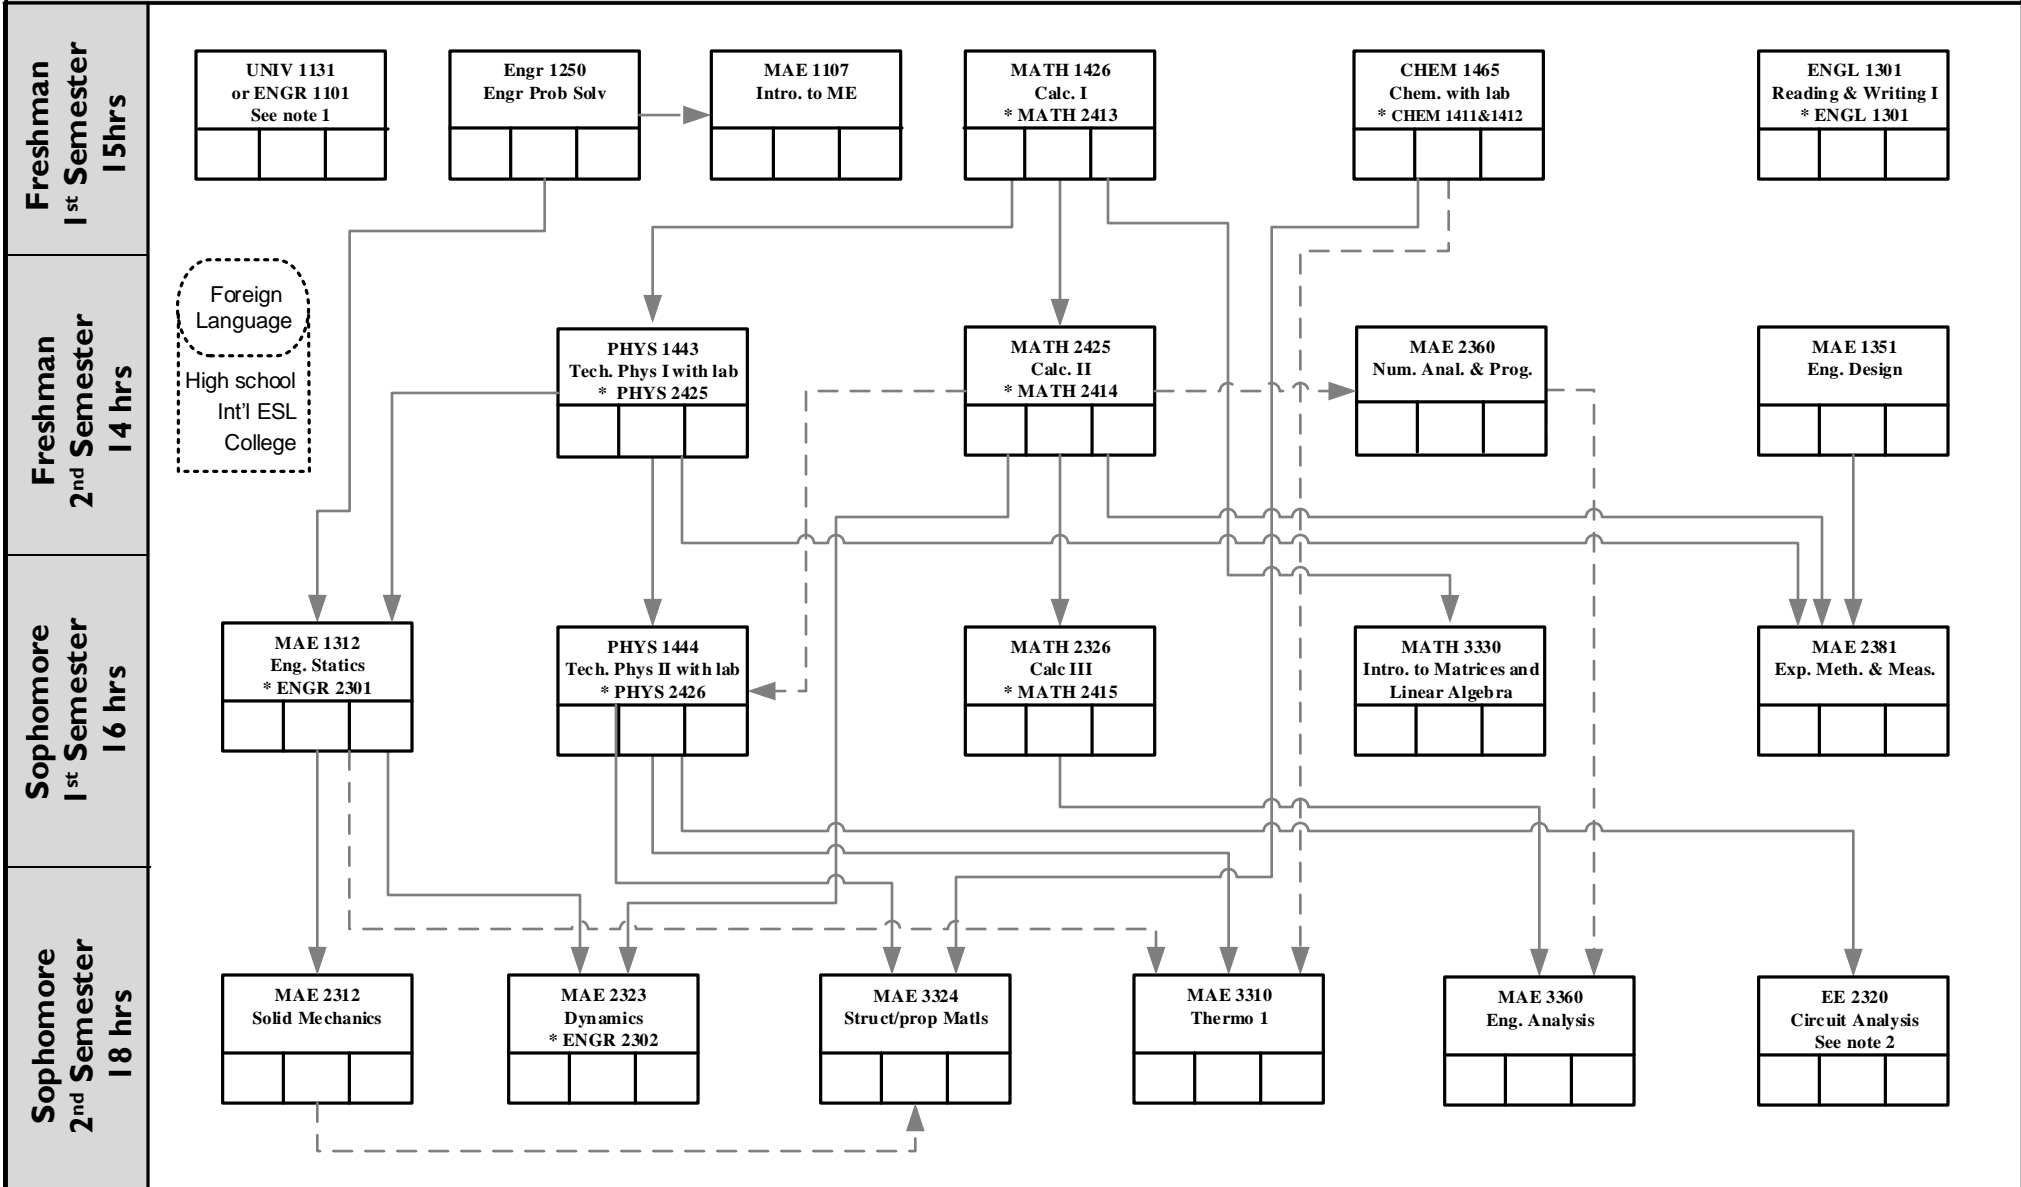 Freshman
1st Semester
15hrs
UNIV 1131
or ENGR 1101
See note 1
Engr 1250
Engr Prob Solv
MAE 1107
Intro. to ME
MATH 1426
Calc. I
* MATH 2413
CHEM 1465
Chem. with lab
* CHEM 1411&1412
ENGL 1301
Reading & Writing I
* ENGL 1301
Freshman
2nd Semester
14 hrs
Foreign
Language
High school
Int'l ESL
College
PHYS 1443
Tech. Phys I with lab
* PHYS 2425
MATH 2425
Calc. II
* MATH 2414
MAE 2360
Num. Anal. & Prog.
MAE 1351
Eng. Design
Sophomore
1st Semester
16 hrs
MAE 1312
Eng. Statics
* ENGR 2301
PHYS 1444
Tech. Phys II with lab
* PHYS 2426
MATH 2326
Calc III
* MATH 2415
MATH 3330
Intro. to Matrices and
Linear Algebra
MAE 2381
Exp. Meth. & Meas.
Sophomore
2nd Semester
18 hrs
MAE 2312
Solid Mechanics
MAE 2323
Dynamics
* ENGR 2302
MAE 3324
Struct/prop Matls
MAE 3310
Thermo 1
MAE 3360
Eng. Analysis
EE 2320
Circuit Analysis
See note 2